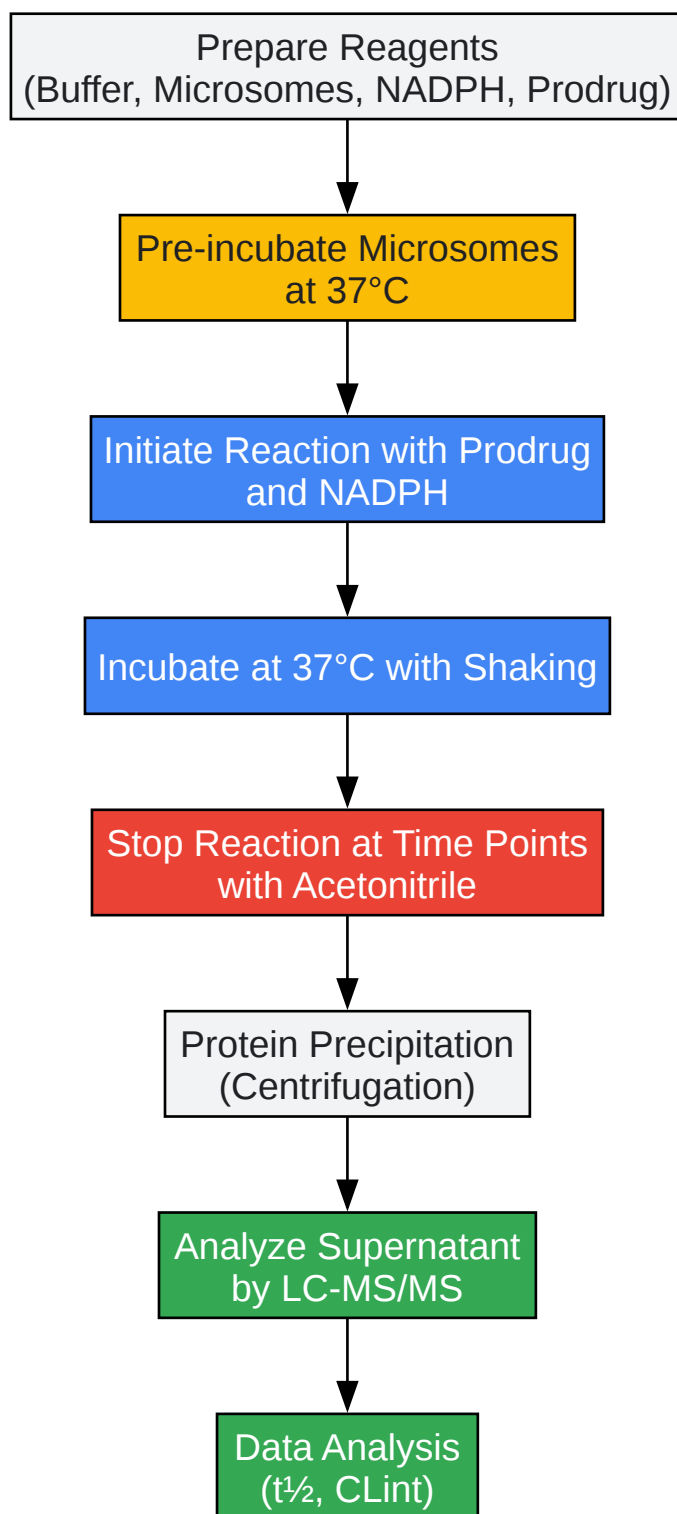 Prepare Reagents
(Buffer, Microsomes, NADPH, Prodrug)
Pre-incubate Microsomes
at 37°C
Initiate Reaction with Prodrug
and NADPH
Incubate at 37°C with Shaking
Stop Reaction at Time Points
with Acetonitrile
Protein Precipitation
(Centrifugation)
Analyze Supernatant
by LC-MS/MS
Data Analysis
(t½, CLint)